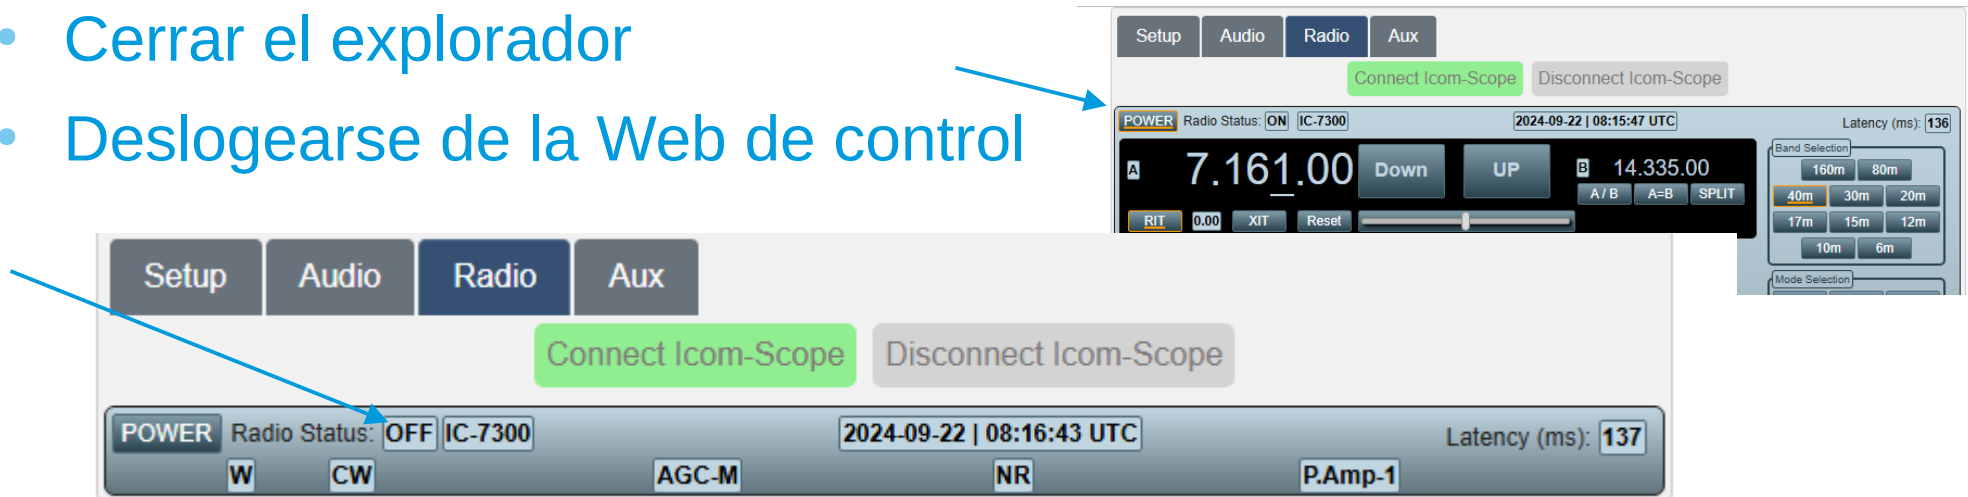 • Cerrar el explorador
• Deslogearse de la Web de control
Setup Audio Radio Aux
Connect Icom-Scope Disconnect Icom-Scope
POWER Radio Status: ON IC-7300 2024-09-22 | 08:15:47 UTC Latency (ms): 136
A 7.161.00 Down UP B 14.335.00
A / B A=B SPLIT
RIT 0.00 XIT Reset
Band Selection
160m 80m
40m 30m 20m
17m 15m 12m
10m 6m
Mode Selection
Setup Audio Radio Aux
Connect Icom-Scope Disconnect Icom-Scope
POWER Radio Status: OFF IC-7300 2024-09-22 | 08:16:43 UTC Latency (ms): 137
W CW AGC-M NR P.Amp-1